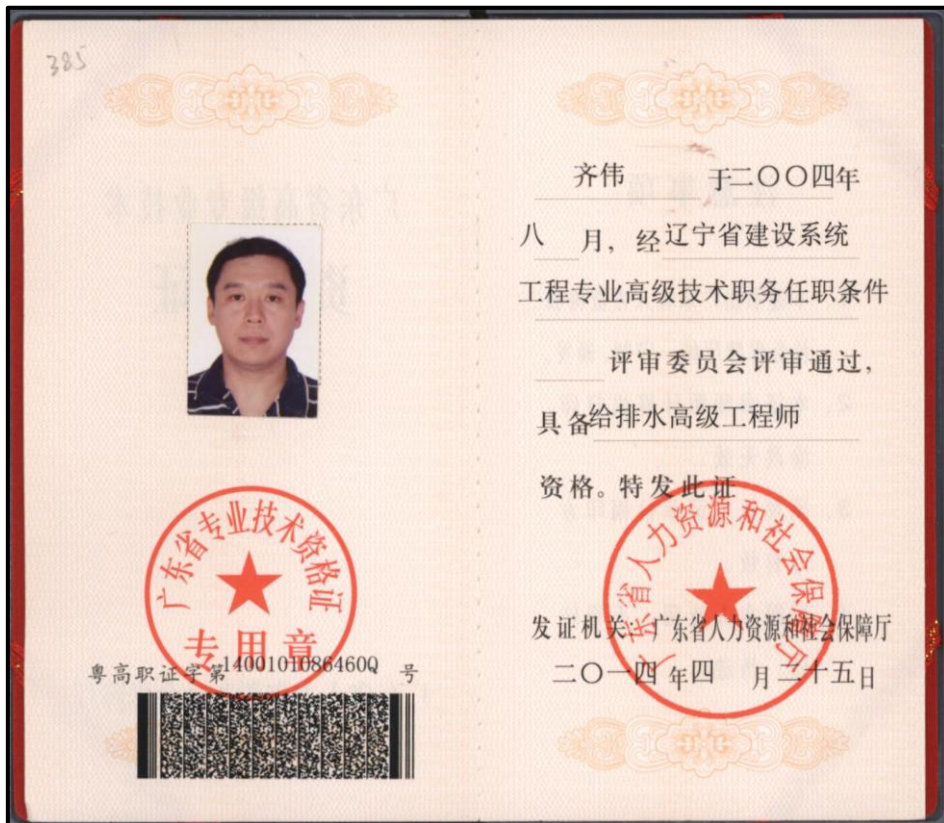 385
广东省专业技术资格证
专用章
粤高职证字第1400101086460Q 号
齐伟 于二〇〇四年
八 月，经辽宁省建设系统
工程专业高级技术职务任职条件
评审委员会评审通过，
具备给排水高级工程师
资格。特发此证
广东省人力资源和社会保障厅
发证机关：广东省人力资源和社会保障厅
二〇一四 年四 月二十五日